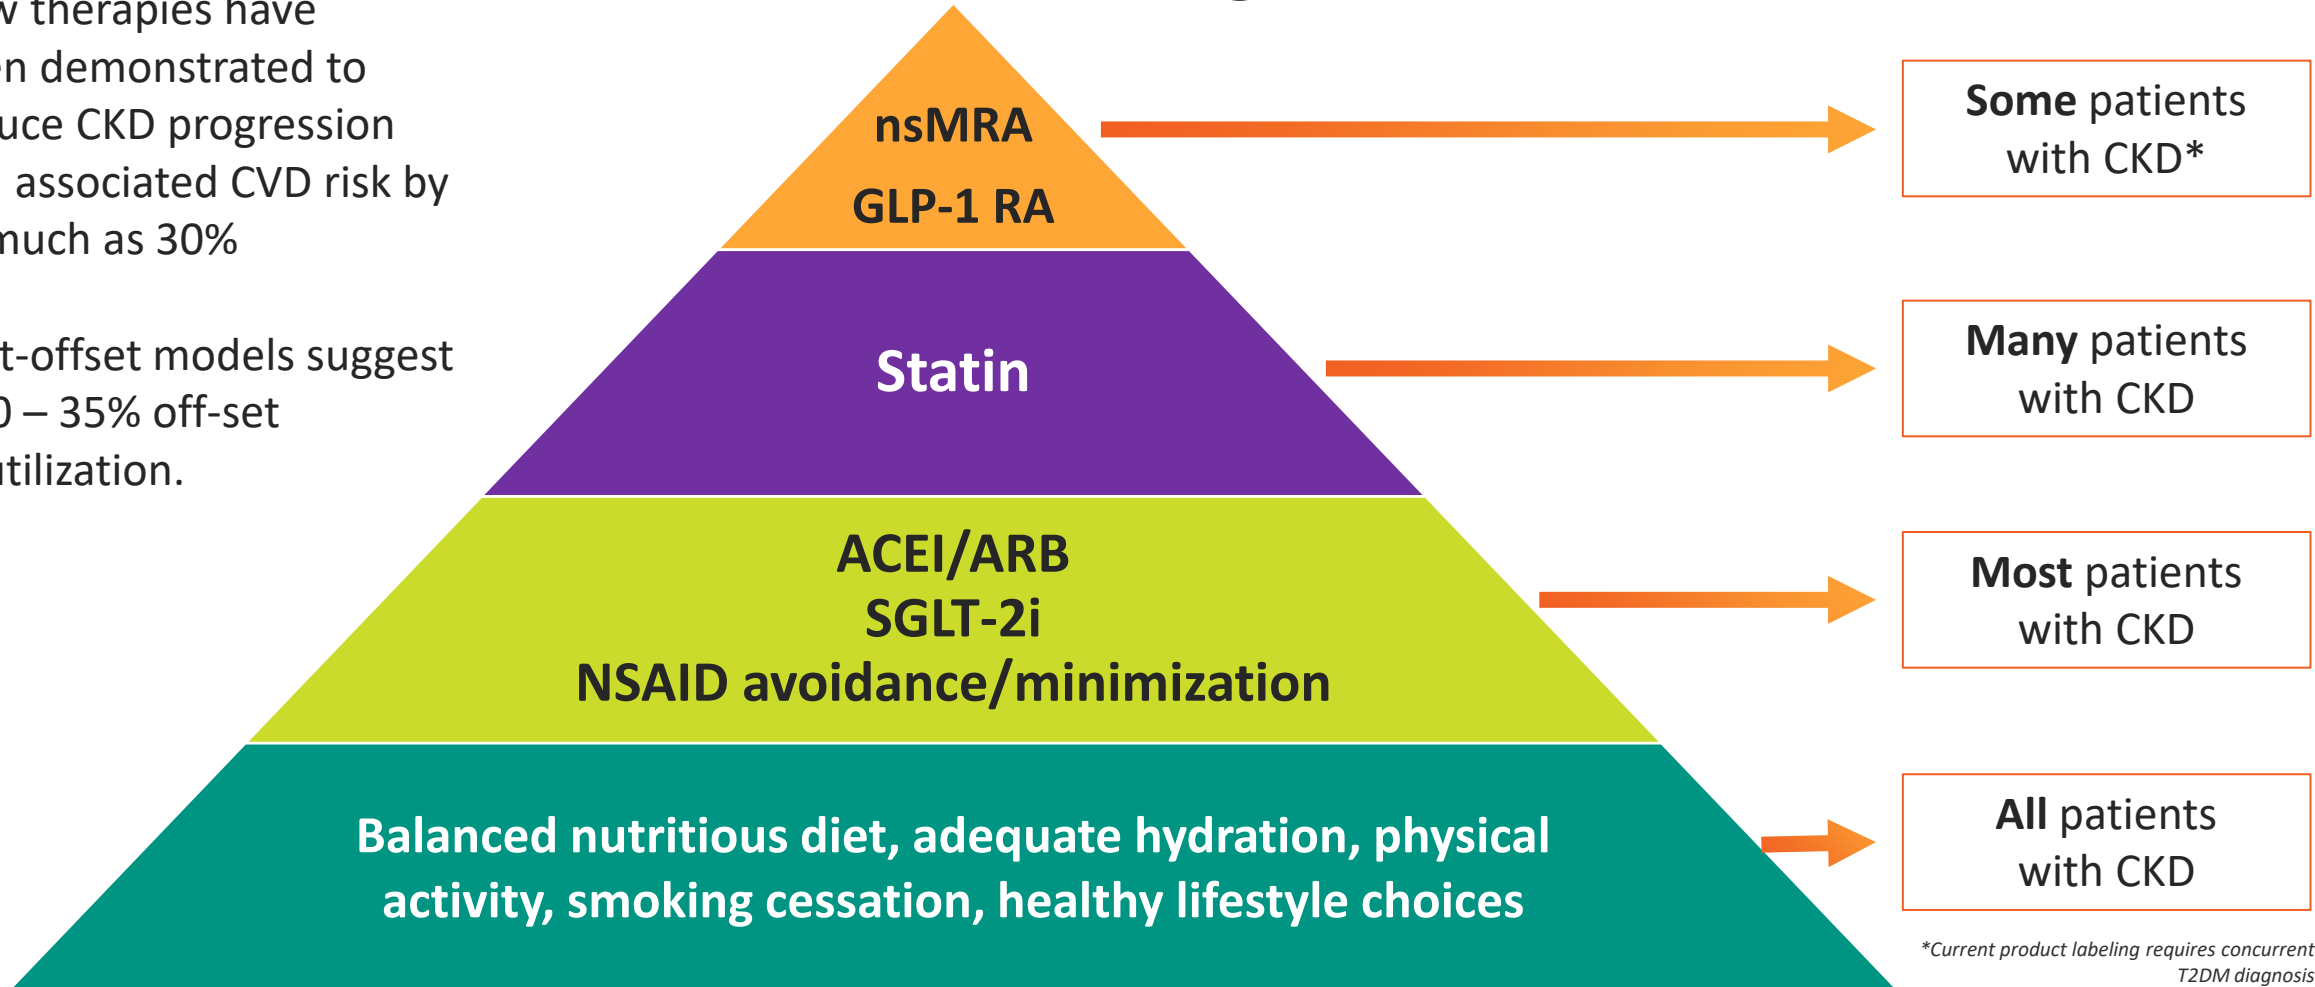 therapies have
demonstrated to
CKD progression
associated CVD risk by
much as 30%
models suggest
– 35% off-set
utilization.
nsMRA
GLP-1 RA
Some patients
with CKD*
Statin
Many patients
with CKD
ACEI/ARB
SGLT-2i
NSAID avoidance/minimization
Most patients
with CKD
Balanced nutritious diet, adequate hydration, physical
activity, smoking cessation, healthy lifestyle choices
All patients
with CKD
*Current product labeling requires concurrent
T2DM diagnosis